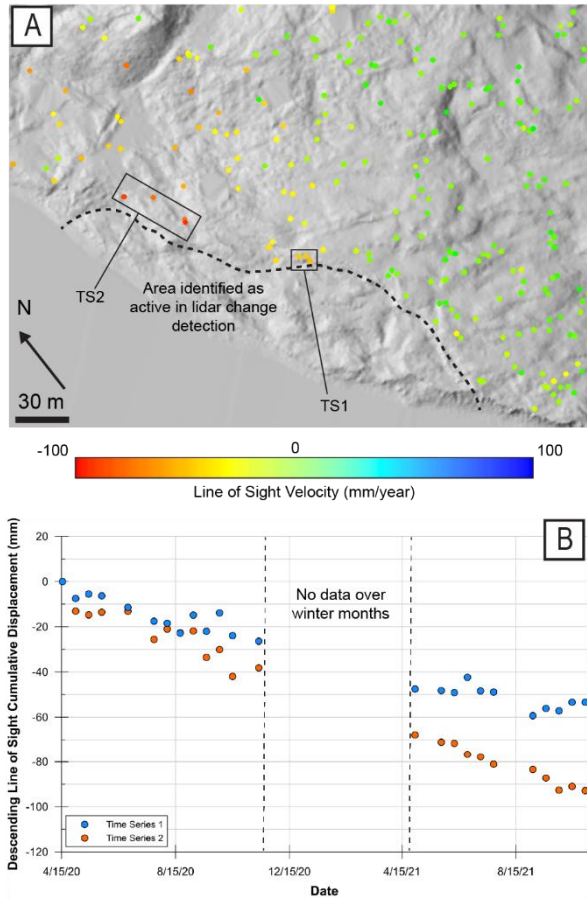 A
TS2
Area identified as
active in lidar change
detection
N
30 m
TS1
-100
0
100
Line of Sight Velocity (mm/year)
B
Descending Line of Sight Cumulative Displacement (mm)
20
0
-20
-40
-60
-80
-100
-120
No data over
winter months
Time Series 1
Time Series 2
4/15/20
8/15/20
12/15/20
4/15/21
8/15/21
Date